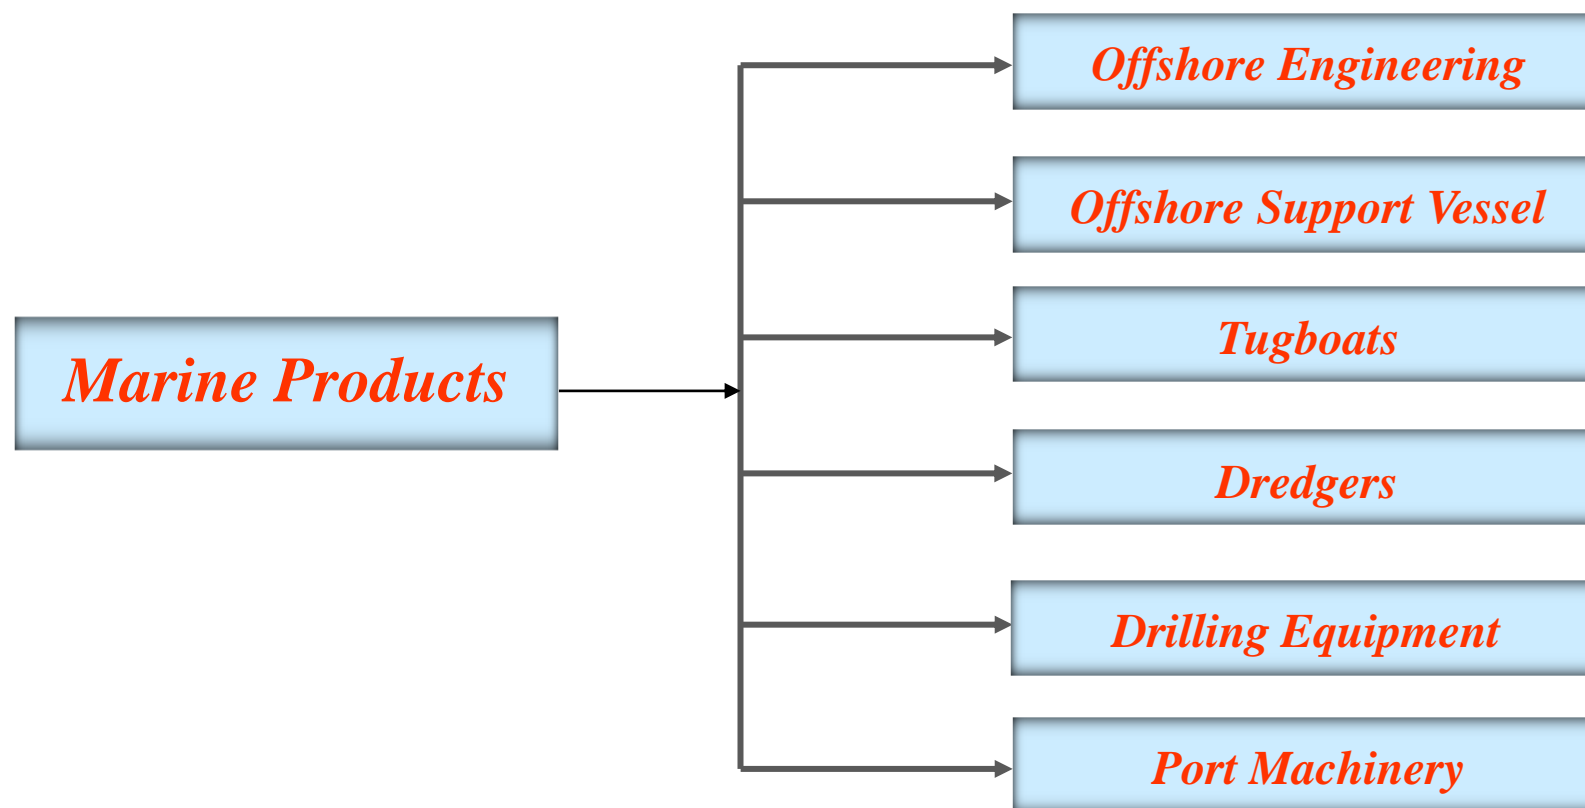 Offshore Engineering
Offshore Support Vessel
Tugboats
Marine Products
Dredgers
Drilling Equipment
Port Machinery